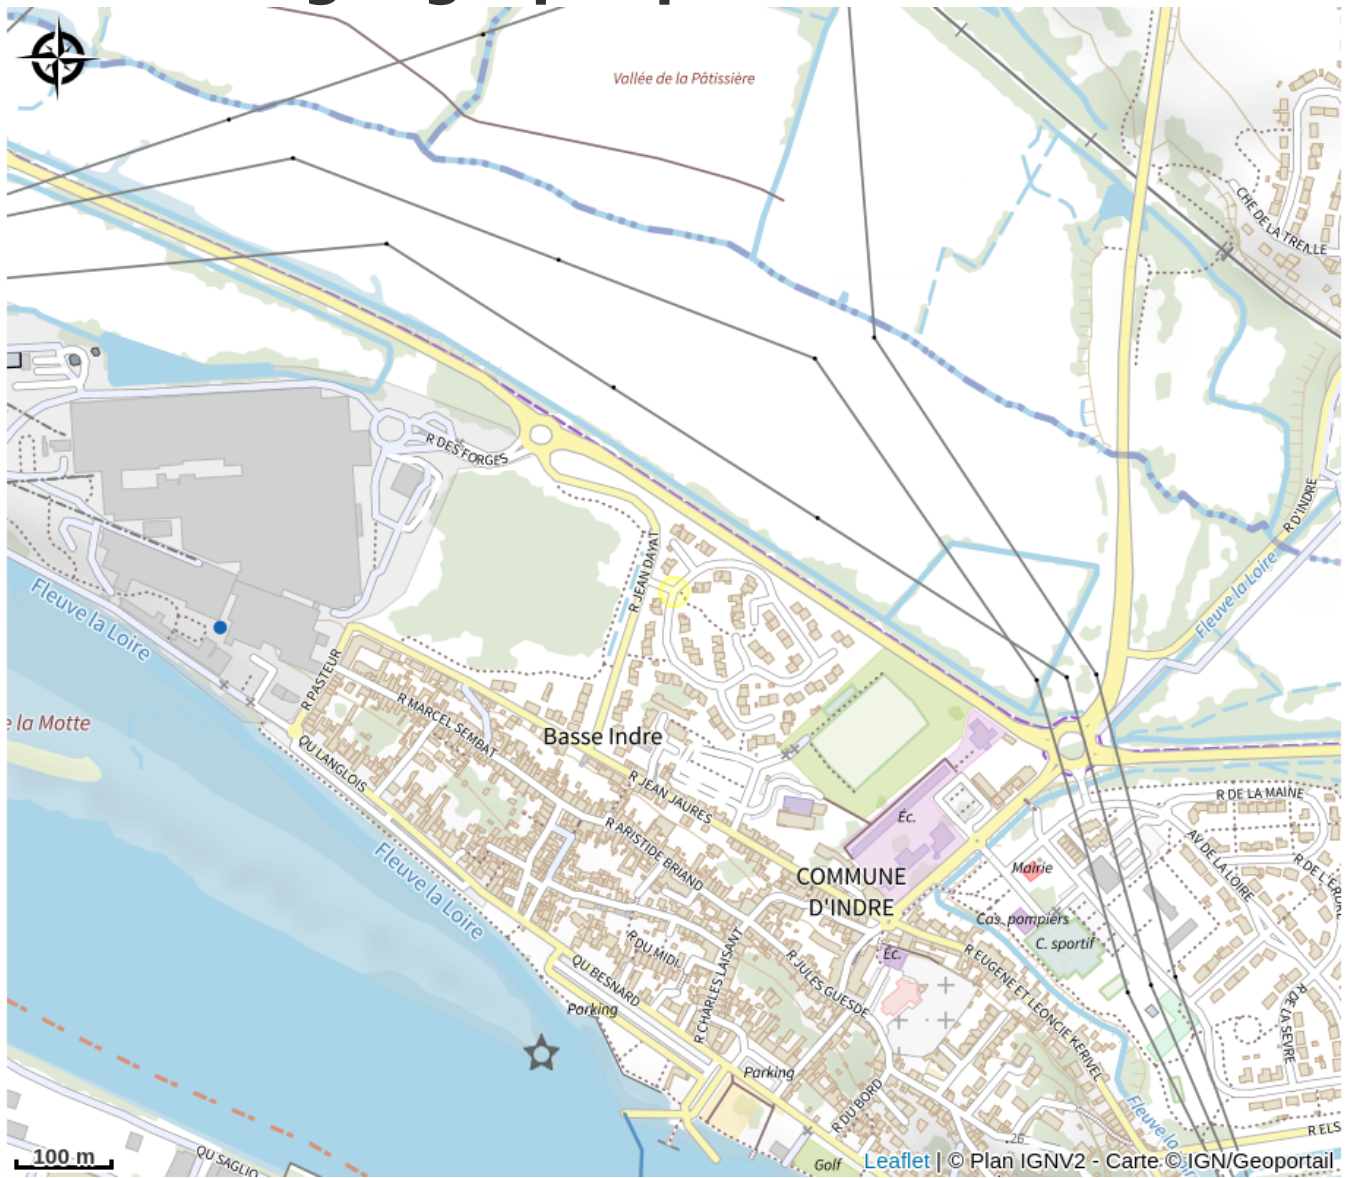 Vallée de la Pâtissière
CHE DE LA TREILLE
R DES FORGES
R D'INDRE
R JEAN DAYAT
Fleuve la Loire
Fleuve la Loire
R PASTEUR
R MARCEL SEMBAT
e la Motte
Basse Indre
QU LANGLOIS
R JEAN JAURES
R DE LA MAINE
Éc.
R ARISTIDE BRIAND
AV DE LA LOIRE
Fleuve la Loire
Mairie
R DE L'ERDRE
COMMUNE
D'INDRE
Cas. pompiers
C. sportif
R DU MIDI
Éc.
R EUGENE ET LEONCIE KERIVEL
QU BESNARD
R CHARLES LAISANT
R JULES GUESDE
Parking
R DE LA SEVRE
Parking
R DU BORD
Fleuve la Loire
R ELS
26
100 m
QU SAGLIO
Golf
Leaflet | © Plan IGNV2 - Carte © IGN/Geoportail